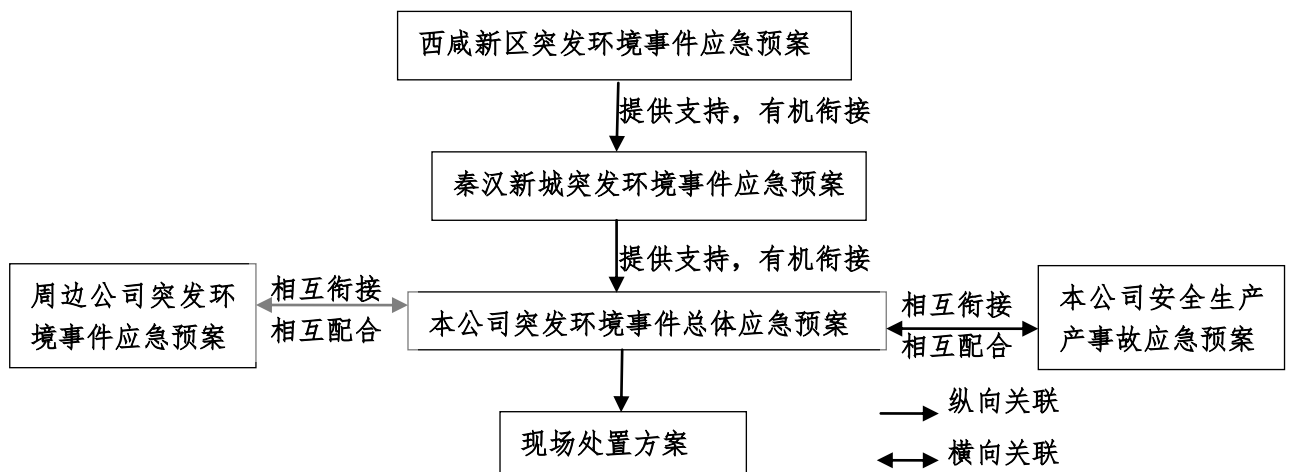 西咸新区突发环境事件应急预案
提供支持，有机衔接
秦汉新城突发环境事件应急预案
提供支持，有机衔接
周边公司突发环
境事件应急预案
相互衔接
相互配合
本公司突发环境事件总体应急预案
相互衔接
相互配合
本公司安全生产
产事故应急预案
现场处置方案
纵向关联
横向关联